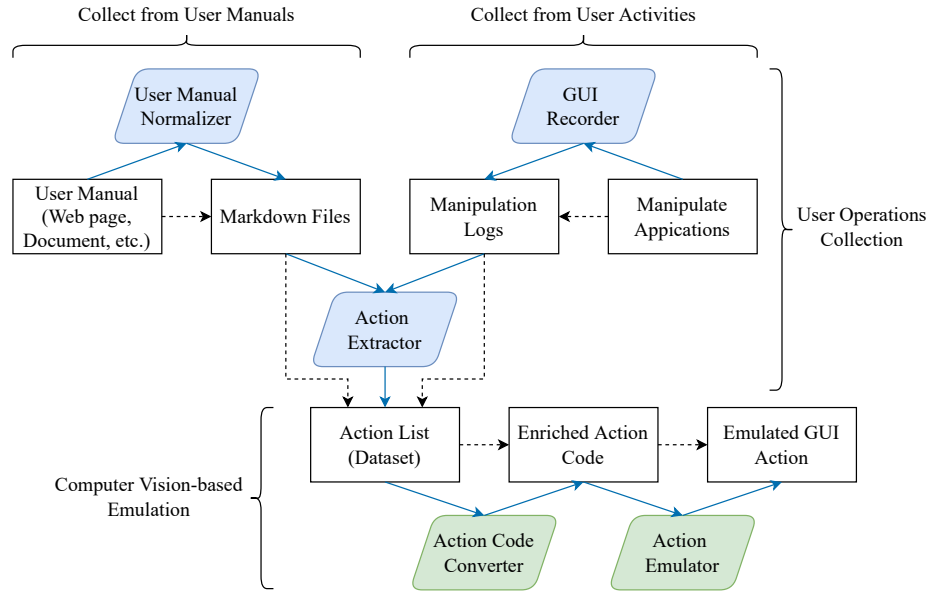 Collect from User Manuals
Collect from User Activities
User Manual
Normalizer
GUI
Recorder
User Manual
(Web page,
Document, etc.)
Markdown Files
Manipulation
Logs
Manipulate
Appications
User Operations
Collection
Action
Extractor
Action List
(Dataset)
Enriched Action
Code
Emulated GUI
Action
Computer Vision-based
Emulation
Action Code
Converter
Action
Emulator